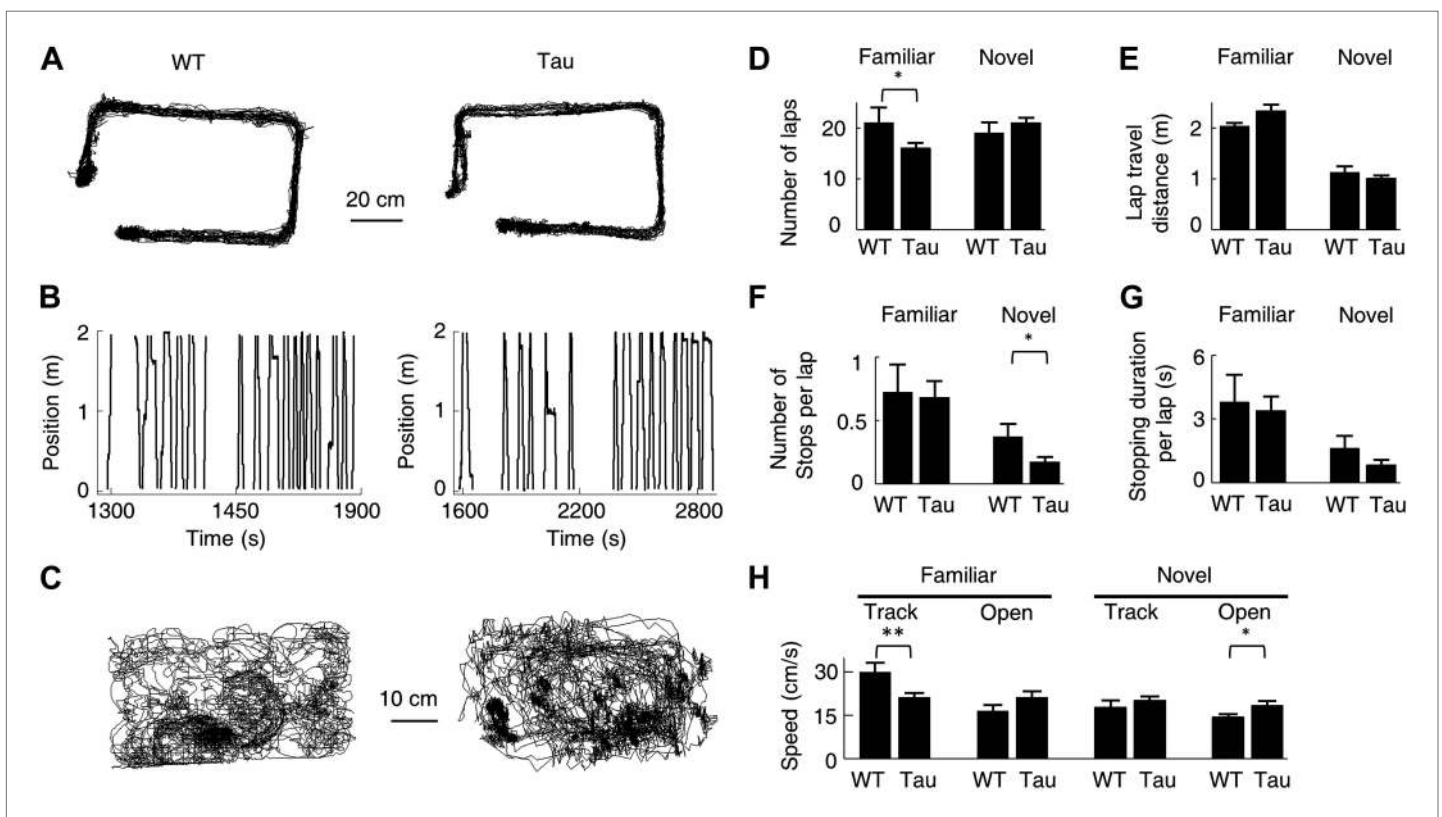 A
WT
Tau
20 cm
B
Position (m)
2
1
0
1300
1450
1900
Time (s)
Position (m)
2
1
0
1600
2200
2800
Time (s)
C
10 cm
D
Familiar
Novel
*
Number of laps
20
10
0
WT Tau
WT Tau
E
Familiar
Novel
Lap travel
distance (m)
2
1
0
WT Tau
WT Tau
F
Familiar
Novel
*
Number of
Stops per lap
1
0.5
0
WT Tau
WT Tau
G
Familiar
Novel
Stopping duration
per lap (s)
6
3
0
WT Tau
WT Tau
H
Familiar
Novel
Track
Open
Track
Open
**
*
Speed (cm/s)
30
15
0
WT Tau
WT Tau
WT Tau
WT Tau